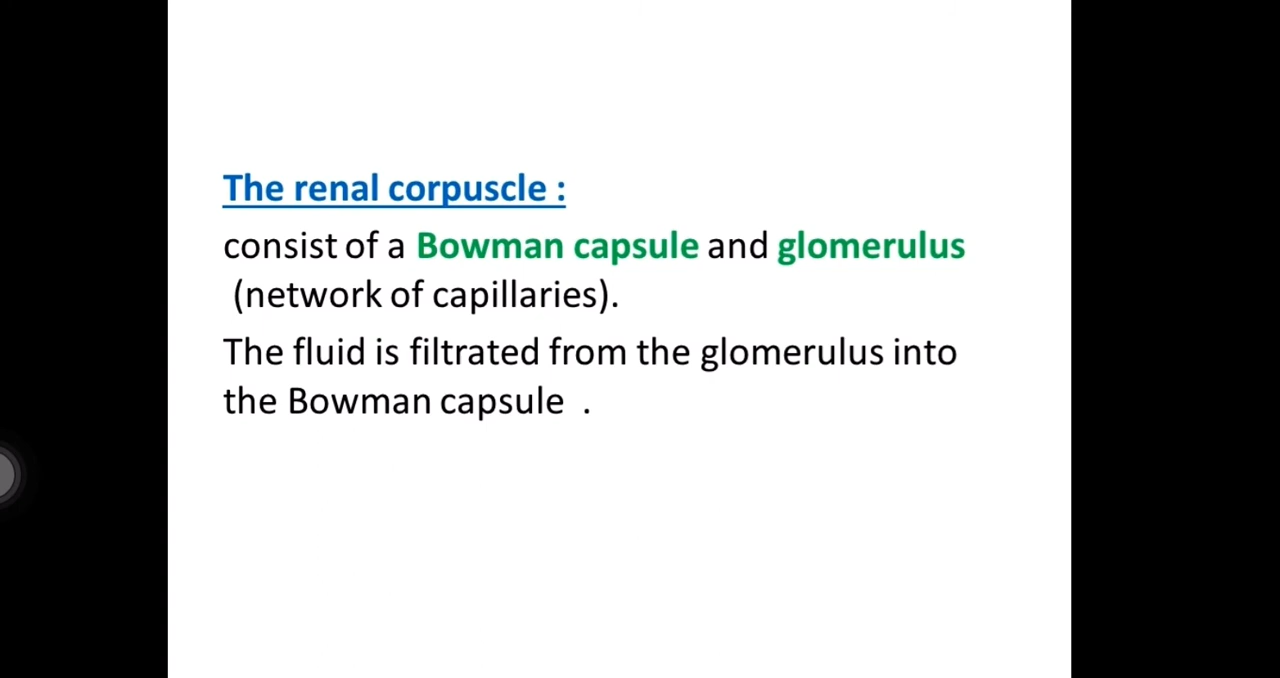 The renal corpuscle :
consist of a Bowman capsule and glomerulus
(network of capillaries).
The fluid is filtrated from the glomerulus into
the Bowman capsule .